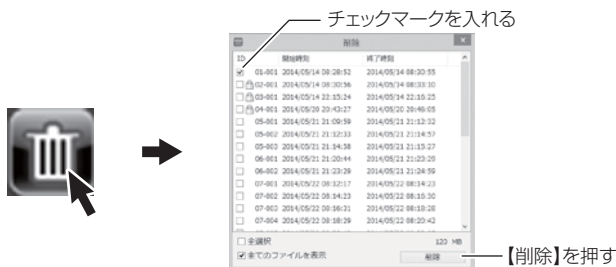 チェックマークを入れる
削除
ID 開始時刻 終了時刻
01-001 2014/05/14 08:28:52 2014/05/14 08:30:55
02-001 2014/05/14 08:30:56 2014/05/14 08:33:10
03-001 2014/05/14 22:15:24 2014/05/14 22:16:25
04-001 2014/05/20 20:43:27 2014/05/20 20:46:05
05-001 2014/05/21 21:09:59 2014/05/21 21:12:32
05-002 2014/05/21 21:12:33 2014/05/21 21:14:57
05-003 2014/05/21 21:14:58 2014/05/21 21:15:27
06-001 2014/05/21 21:20:44 2014/05/21 21:23:28
06-002 2014/05/21 21:23:29 2014/05/21 21:24:59
07-001 2014/05/22 08:12:17 2014/05/22 08:14:23
07-002 2014/05/22 08:14:23 2014/05/22 08:16:30
07-003 2014/05/22 08:16:31 2014/05/22 08:18:28
07-004 2014/05/22 08:18:29 2014/05/22 08:20:42
全選択 120 MB
全てのファイルを表示 削除
【削除】を押す